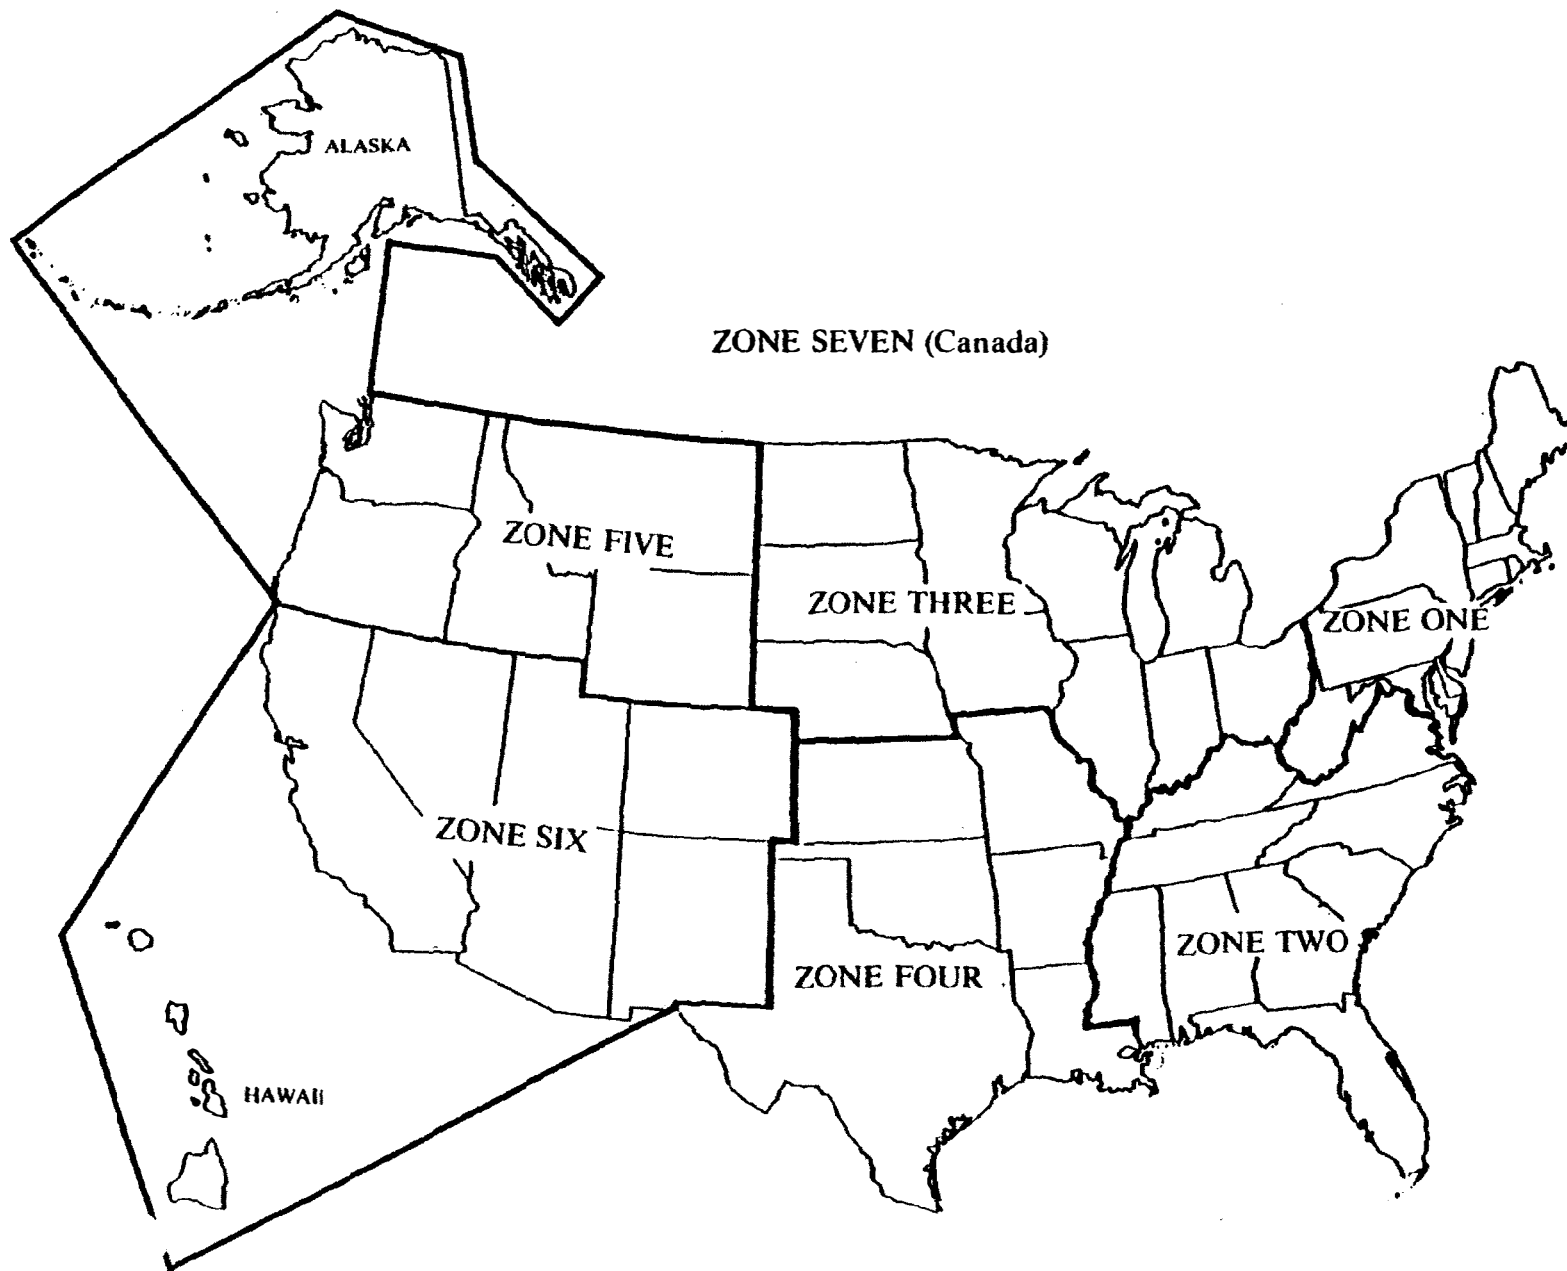 ALASKA
ZONE SEVEN (Canada)
ZONE FIVE
ZONE THREE
ZONE ONE
ZONE SIX
ZONE TWO
ZONE FOUR
HAWAII